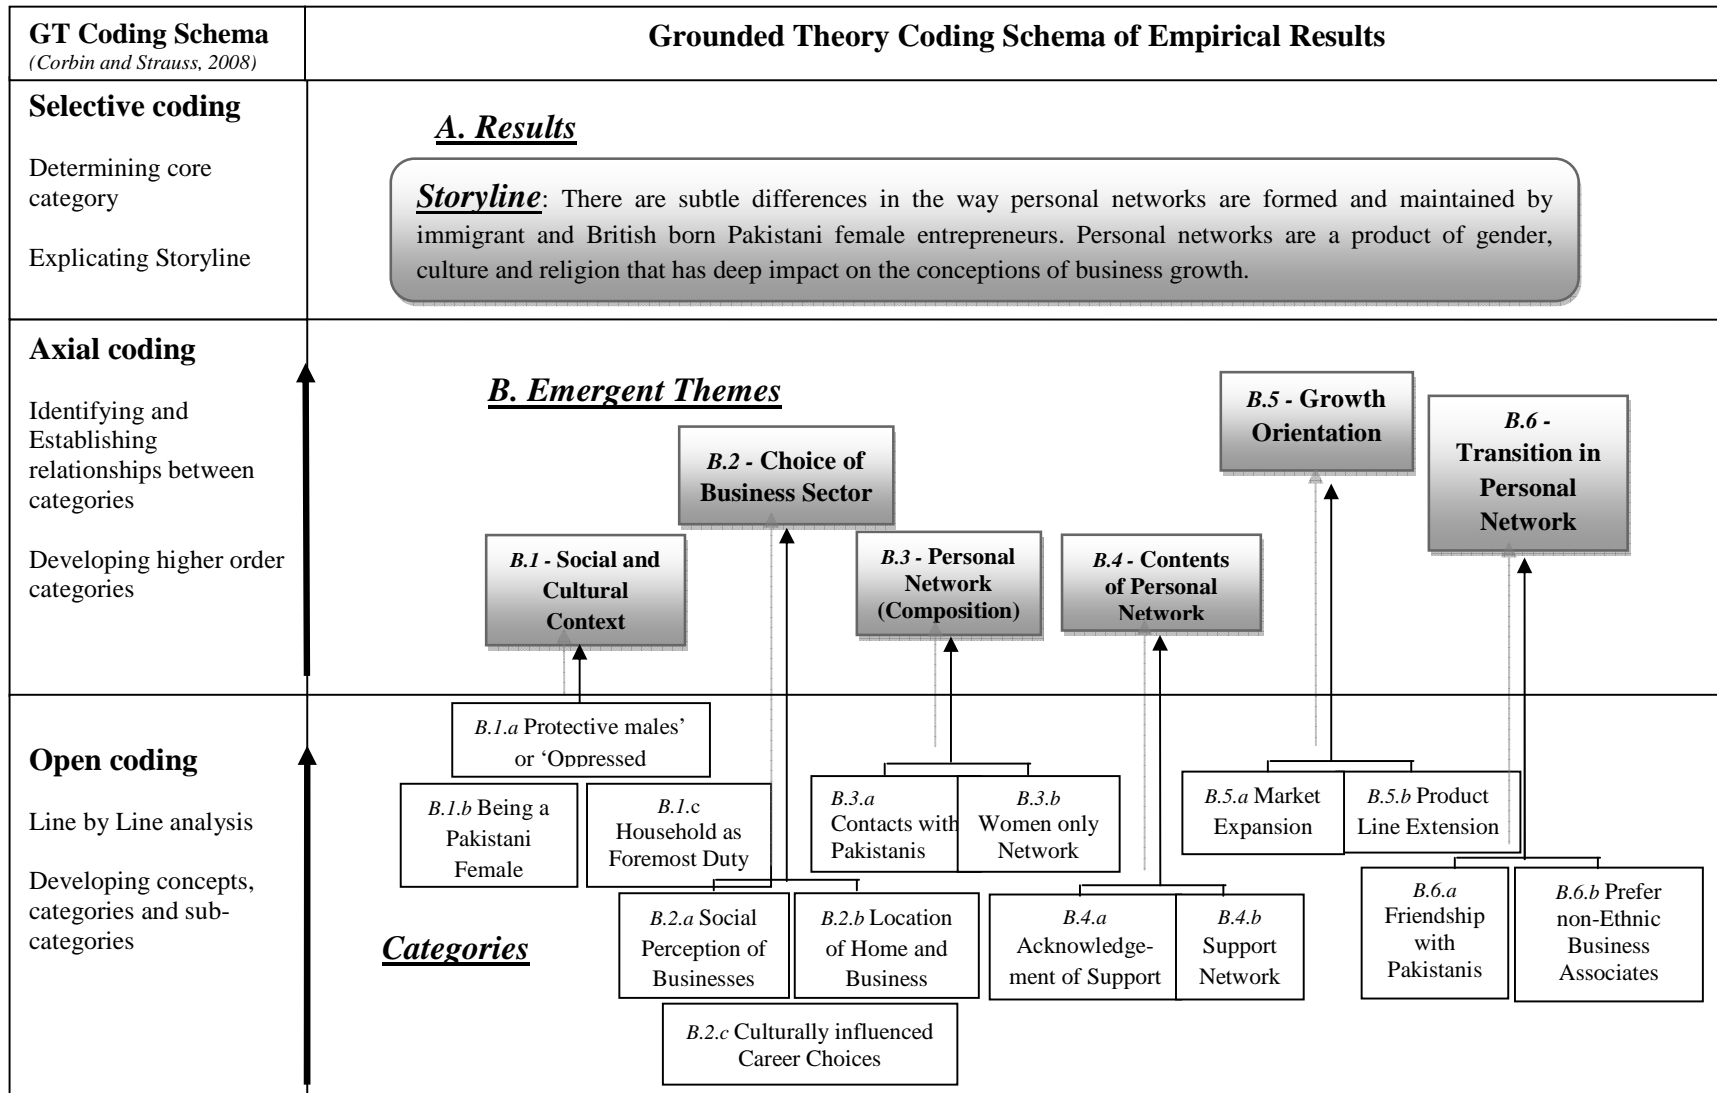 GT Coding Schema
(Corbin and Strauss, 2008)
Grounded Theory Coding Schema of Empirical Results
Selective coding
Determining core
category
Explicating Storyline
A. Results
Storyline: There are subtle differences in the way personal networks are formed and maintained by
immigrant and British born Pakistani female entrepreneurs. Personal networks are a product of gender,
culture and religion that has deep impact on the conceptions of business growth.
Axial coding
Identifying and
Establishing
relationships between
categories
Developing higher order
categories
B. Emergent Themes
B.1 - Social and
Cultural
Context
B.2 - Choice of
Business Sector
B.3 - Personal
Network
(Composition)
B.4 - Contents
of Personal
Network
B.5 - Growth
Orientation
B.6 -
Transition in
Personal
Network
Open coding
Line by Line analysis
Developing concepts,
categories and sub-
categories
Categories
B.1.a Protective males’
or ‘Oppressed
B.1.b Being a
Pakistani
Female
B.1.c
Household as
Foremost Duty
B.2.a Social
Perception of
Businesses
B.2.b Location
of Home and
Business
B.2.c Culturally influenced
Career Choices
B.3.a
Contacts with
Pakistanis
B.3.b
Women only
Network
B.4.a
Acknowledge-
ment of Support
B.4.b
Support
Network
B.5.a Market
Expansion
B.5.b Product
Line Extension
B.6.a
Friendship
with
Pakistanis
B.6.b Prefer
non-Ethnic
Business
Associates